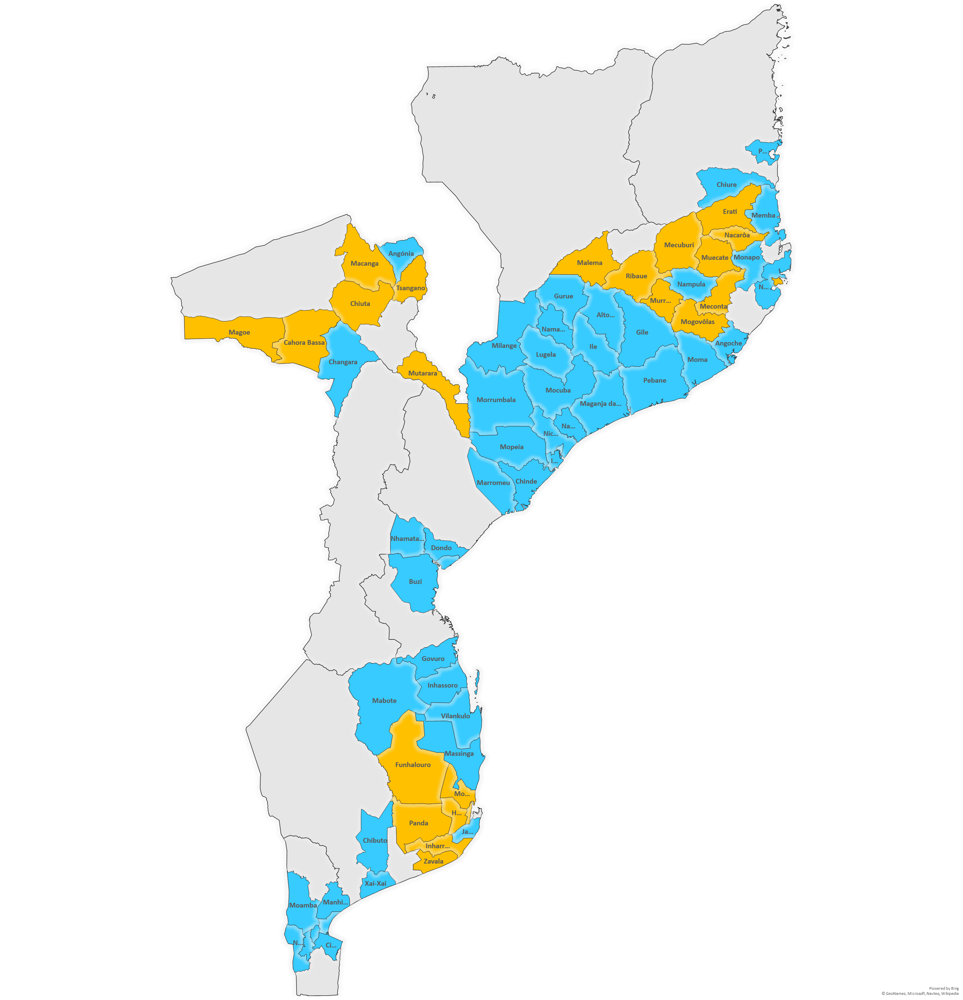 P...
Chiure
Erati
Memba
Nacarôa
Mecuburi
Muecate
Monapo
Angónia
Macanga
Malema
Ribaue
Nampula
N...
Tsangano
Gurue
Murr...
Chiuta
Meconta
Alto...
Mogovôlas
Nama...
Magoe
Gile
Cahora Bassa
Milange
Ile
Angoche
Lugela
Changara
Moma
Mutarara
Pebane
Mocuba
Morrumbala
Maganja da...
Na...
Nic...
Mopeia
I...
Marromeu
Chinde
Nhamata...
Dondo
Buzi
Govuro
Inhassoro
Mabote
Vilankulo
Massinga
Funhalouro
Mo...
H...
Panda
Ja...
Chibuto
Inharr...
Zavala
Xai-Xai
Manhi...
Moamba
N...
Ci...
Powered by Bing
© GeoNames, Microsoft, Navteq, Wikipedia